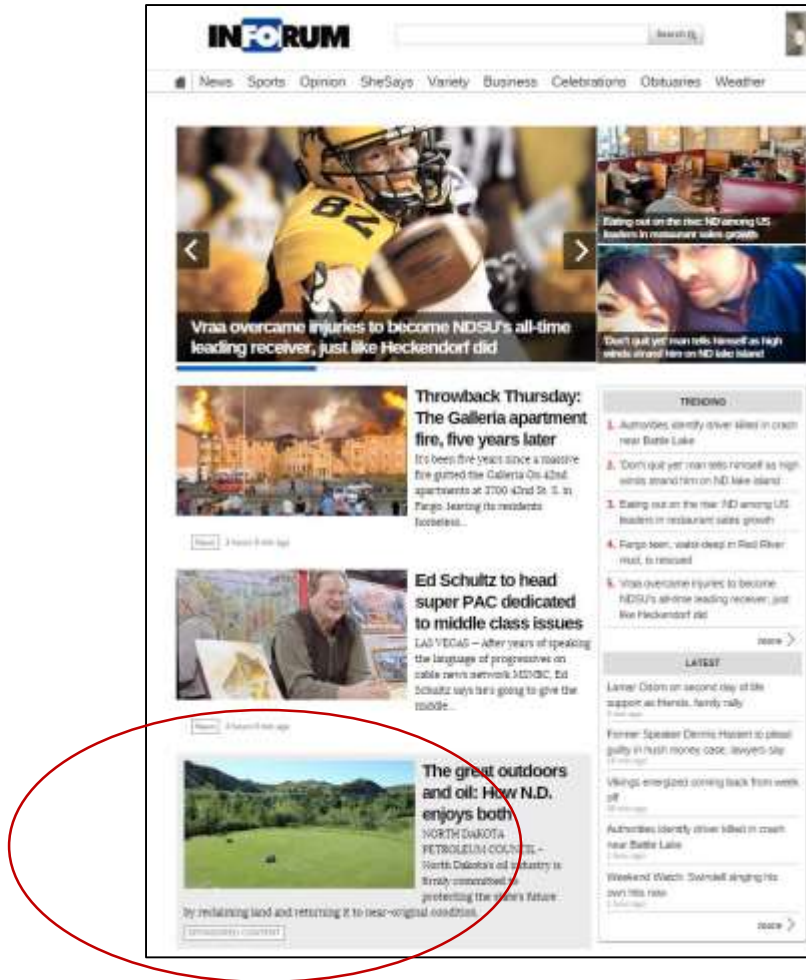 INFORUM
Search
News Sports Opinion SheSays Variety Business Celebrations Obituaries Weather
82
Vraa overcame injuries to become NDSU's all-time
leading receiver, just like Heckendorf did
Eating out on the rise: ND among US
leaders in restaurant sales growth
'Don't quit yet' man tells himself as high
winds strand him on ND lake island
Throwback Thursday:
The Galleria apartment
fire, five years later
It's been five years since a massive
fire gutted the Galleria On 42nd
apartments at 3700 42nd St. S. in
Fargo, leaving its residents
homeless...
News
Ed Schultz to head
super PAC dedicated
to middle class issues
LAS VEGAS — After years of speaking
the language of progressives on
cable news network MSNBC, Ed
Schultz says he's going to give the
middle...
News
The great outdoors
and oil: How N.D.
enjoys both
NORTH DAKOTA
PETROLEUM COUNCIL –
North Dakota's oil industry is
firmly committed to
protecting the state's future
by reclaiming land and returning it to near-original condition.
SPONSORED CONTENT
TRENDING
1. Authorities identify driver killed in crash
near Battle Lake
2. 'Don't quit yet' man tells himself as high
winds strand him on ND lake island
3. Eating out on the rise: ND among US
leaders in restaurant sales growth
4. Fargo teen, waist-deep in Red River
mud, is rescued
5. Vraa overcame injuries to become
NDSU's all-time leading receiver, just
like Heckendorf did
more
LATEST
Lamar Odom on second day of life
support as friends, family rally
Former Speaker Dennis Hastert to plead
guilty in hush money case, lawyers say
Vikings energized coming back from week
off
Authorities identify driver killed in crash
near Battle Lake
Weekend Watch: Swindell singing his
own hits now
more